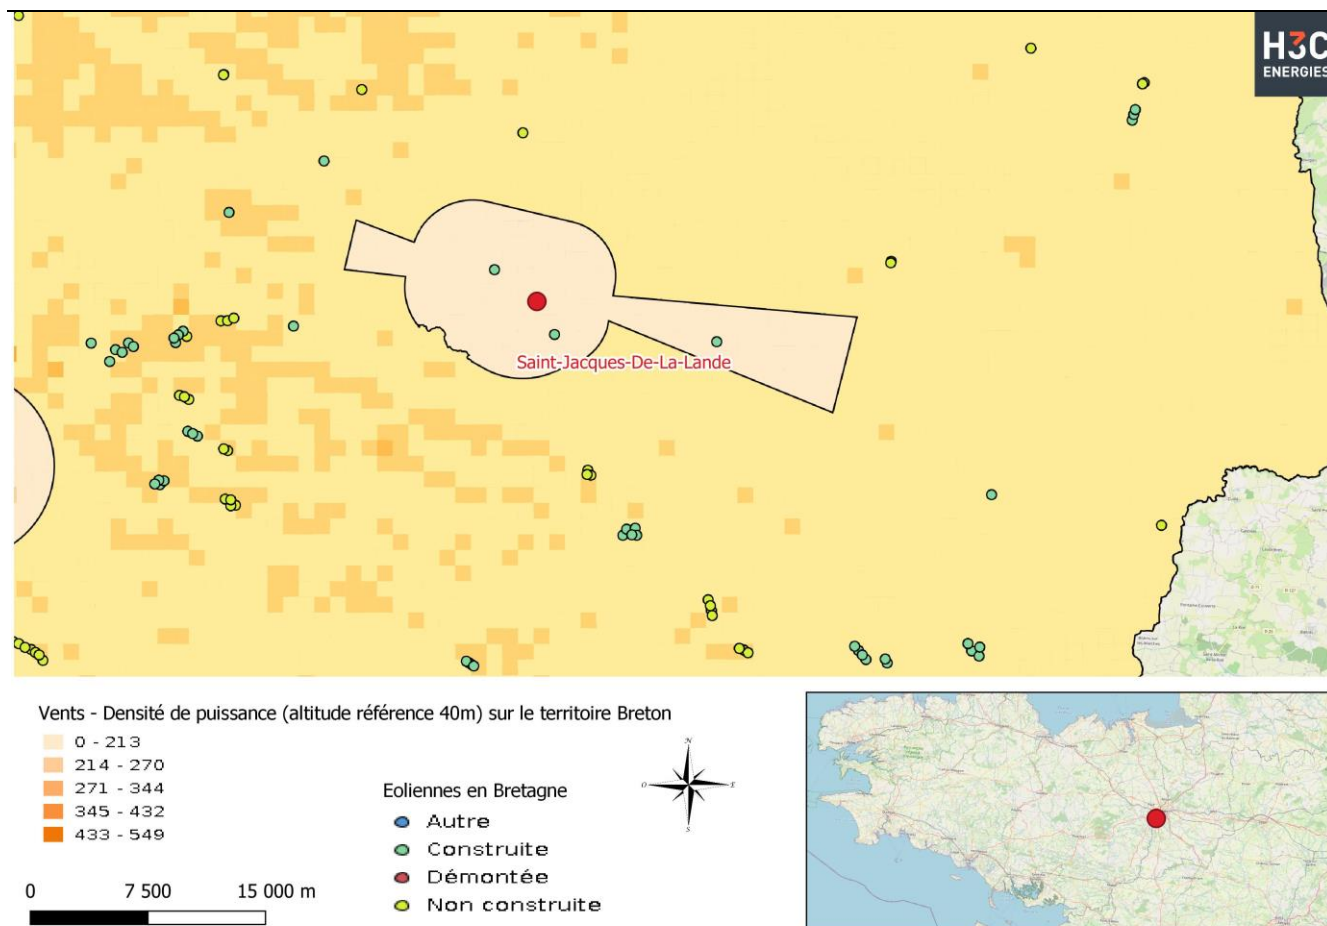 H3C
ENERGIES
Saint-Jacques-De-La-Lande
Vents - Densité de puissance (altitude référence 40m) sur le territoire Breton
0 - 213
214 - 270
271 - 344
345 - 432
433 - 549
0 7 500 15 000 m
Eoliennes en Bretagne
Autre
Construite
Démontée
Non construite
N
O E
S